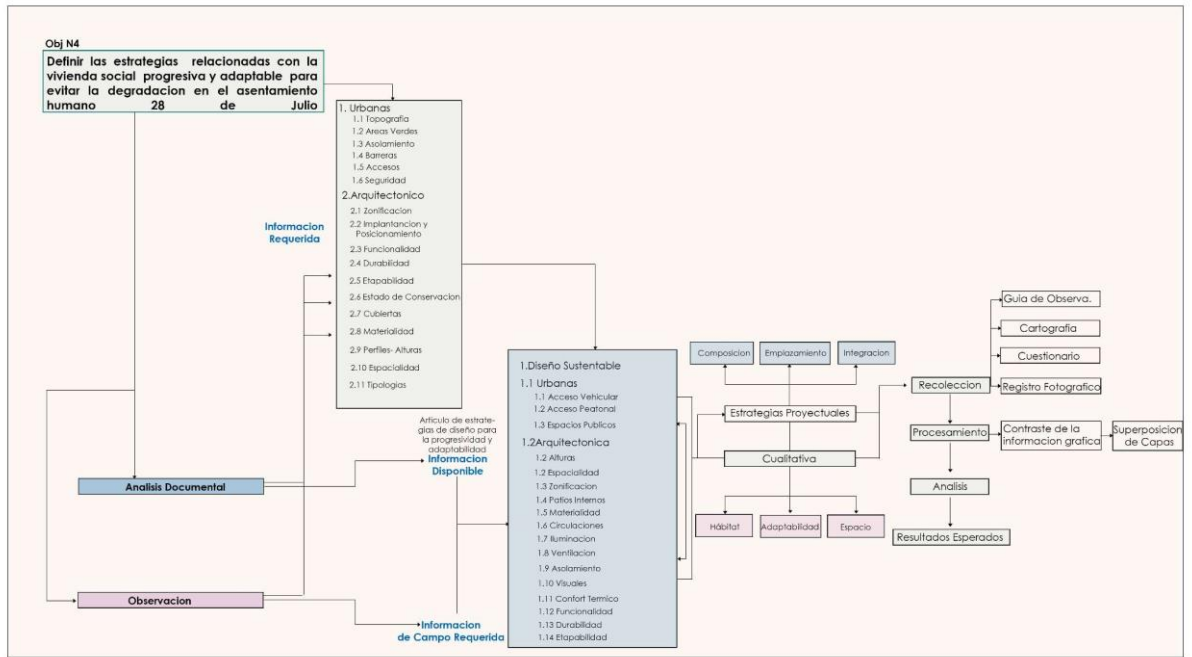 Obj N4
Definir las estrategias relacionadas con la
vivienda social progresiva y adaptable para
evitar la degradacion en el asentamiento
humano 28 de Julio
1. Urbanas
1.1 Topografia
1.2 Areas Verdes
1.3 Asolamiento
1.4 Barreras
1.5 Accesos
1.6 Seguridad
2.Arquitectonico
2.1 Zonificacion
2.2 Implantancion y
Posicionamiento
2.3 Funcionalidad
2.4 Durabilidad
2.5 Etapabilidad
2.6 Estado de Conservacion
2.7 Cubiertas
2.8 Materialidad
2.9 Perfiles- Alturas
2.10 Espacialidad
2.11 Tipologias
Informacion
Requerida
Articulo de estrate-
gias de diseño para
la progresividad y
adaptabilidad
Informacion
Disponible
Analisis Documental
Observacion
Informacion
de Campo Requerida
1.Diseño Sustentable
1.1 Urbanas
1.1 Acceso Vehicular
1.2 Acceso Peatonal
1.3 Espacios Publicos
1.2Arquitectonica
1.2 Alturas
1.2 Espacialidad
1.3 Zonificacion
1.4 Patios Internos
1.5 Materialidad
1.6 Circulaciones
1.7 Iluminacion
1.8 Ventilacion
1.9 Asolamiento
1.10 Visuales
1.11 Confort Termico
1.12 Funcionalidad
1.13 Durabilidad
1.14 Etapabilidad
Composicion
Emplazamiento
Integracion
Estrategias Proyectuales
Cualitativa
Hábitat
Adaptabilidad
Espacio
Recoleccion
Procesamiento
Analisis
Resultados Esperados
Guia de Observa.
Cartografia
Cuestionario
Registro Fotografico
Contraste de la
informacion grafica
Superposicion
de Capas